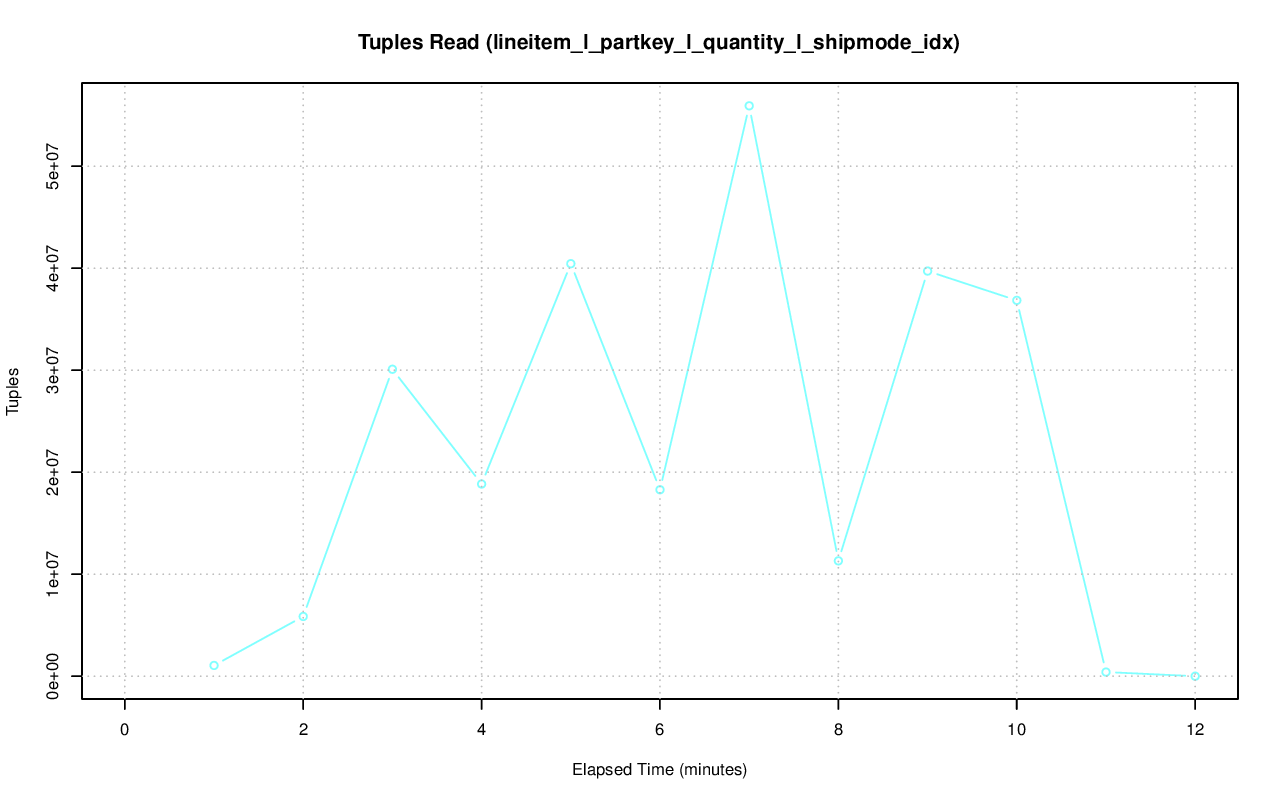 Tuples Read (lineitem_l_partkey_l_quantity_l_shipmode_idx)
5e+07
4e+07
3e+07
2e+07
1e+07
0e+00
Tuples
0 2 4 6 8 10 12
Elapsed Time (minutes)